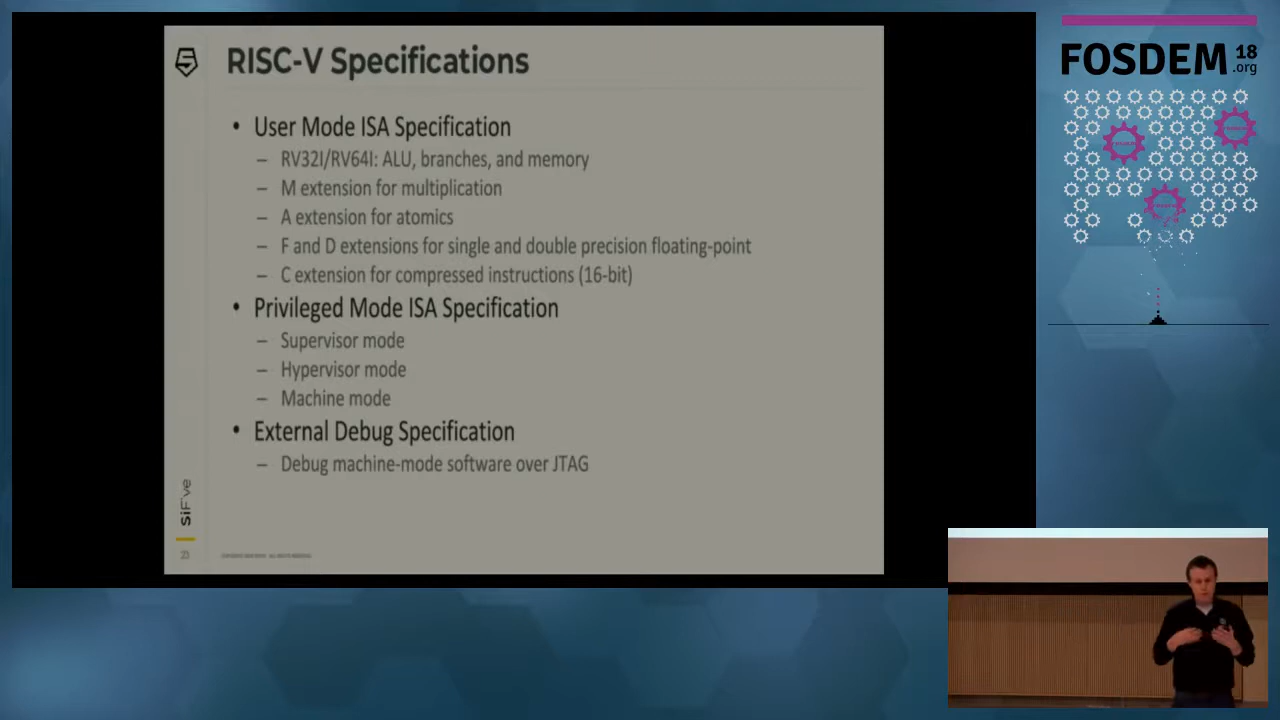 RISC-V Specifications
• User Mode ISA Specification
– RV32I/RV64I: ALU, branches, and memory
– M extension for multiplication
– A extension for atomics
– F and D extensions for single and double precision floating-point
– C extension for compressed instructions (16-bit)
• Privileged Mode ISA Specification
– Supervisor mode
– Hypervisor mode
– Machine mode
• External Debug Specification
– Debug machine-mode software over JTAG
SiFive
FOSDEM 18
.org